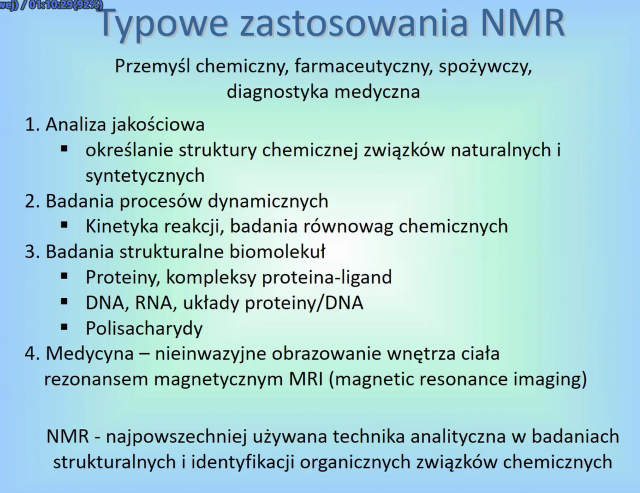 wej) / 01:10:29(92%)
Typowe zastosowania NMR
Przemyśl chemiczny, farmaceutyczny, spożywczy,
diagnostyka medyczna
1. Analiza jakościowa
▪ określanie struktury chemicznej związków naturalnych i
syntetycznych
2. Badania procesów dynamicznych
▪ Kinetyka reakcji, badania równowag chemicznych
3. Badania strukturalne biomolekuł
▪ Proteiny, kompleksy proteina-ligand
▪ DNA, RNA, układy proteiny/DNA
▪ Polisacharydy
4. Medycyna – nieinwazyjne obrazowanie wnętrza ciała
rezonansem magnetycznym MRI (magnetic resonance imaging)
NMR - najpowszechniej używana technika analityczna w badaniach
strukturalnych i identyfikacji organicznych związków chemicznych